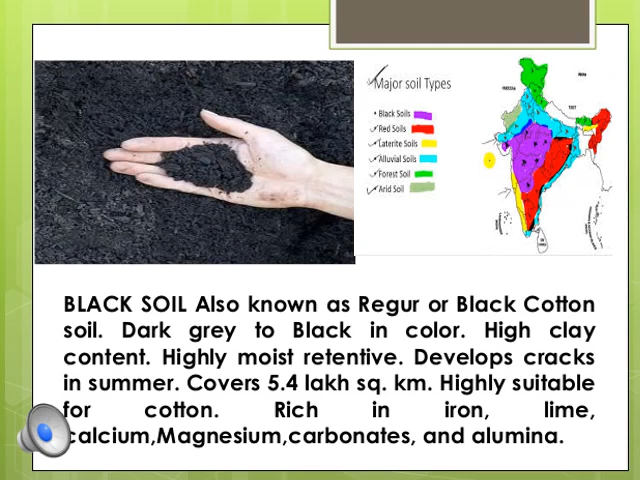 Major soil Types
Black Soils
Red Soils
Laterite Soils
Alluvial Soils
Forest Soil
Arid Soil
BLACK SOIL Also known as Regur or Black Cotton
soil. Dark grey to Black in color. High clay
content. Highly moist retentive. Develops cracks
in summer. Covers 5.4 lakh sq. km. Highly suitable
for cotton. Rich in iron, lime,
calcium,Magnesium,carbonates, and alumina.